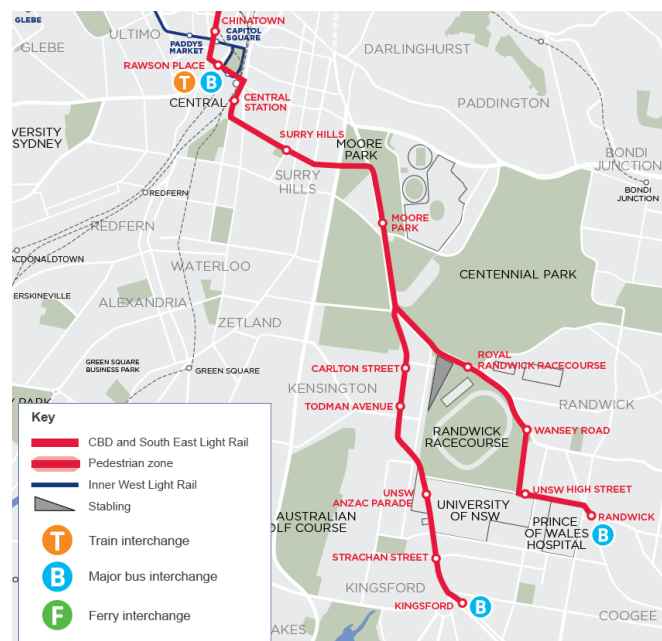 GLEBE
GLEBE
ULTIMO
CHINATOWN
PADDYS
MARKET
CAPITOL
SQUARE
RAWSON PLACE
T
B
CENTRAL
CENTRAL
STATION
DARLINGHURST
PADDINGTON
VERSITY
SYDNEY
SURRY HILLS
SURRY
HILLS
MOORE
PARK
BONDI
JUNCTION
BONDI
JUNCTION
REDFERN
REDFERN
MOORE
PARK
ACDONALDTOWN
WATERLOO
CENTENNIAL PARK
ERSKINEVILLE
ALEXANDRIA
ZETLAND
GREEN SQUARE
BUSINESS PARK
GREEN SQUARE
CARLTON STREET
ROYAL
RANDWICK RACECOURSE
KENSINGTON
TODMAN AVENUE
RANDWICK
RANDWICK
RACECOURSE
WANSEY ROAD
Y PARK
UNSW
ANZAC PARADE
UNIVERSITY
OF NSW
UNSW HIGH STREET
RANDWICK
B
PRINCE
OF WALES
HOSPITAL
AUSTRALIAN
OLF COURSE
STRACHAN STREET
KINGSFORD
KINGSFORD
B
COOGEE
AKES
Key
CBD and South East Light Rail
Pedestrian zone
Inner West Light Rail
Stabling
T
Train interchange
B
Major bus interchange
F
Ferry interchange